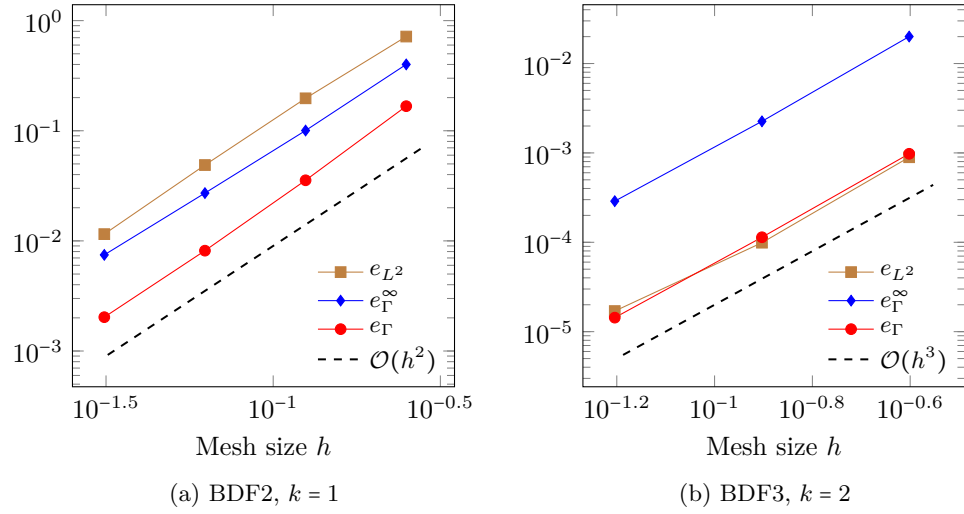 10^0
10^{-1}
10^{-2}
10^{-3}
e_{L^2}
e_Γ^∞
e_Γ
𝒪(h^2)
10^{-1.5}
10^{-1}
10^{-0.5}
Mesh size h
(a) BDF2, k = 1
10^{-2}
10^{-3}
10^{-4}
10^{-5}
e_{L^2}
e_Γ^∞
e_Γ
𝒪(h^3)
10^{-1.2}
10^{-1}
10^{-0.8}
10^{-0.6}
Mesh size h
(b) BDF3, k = 2